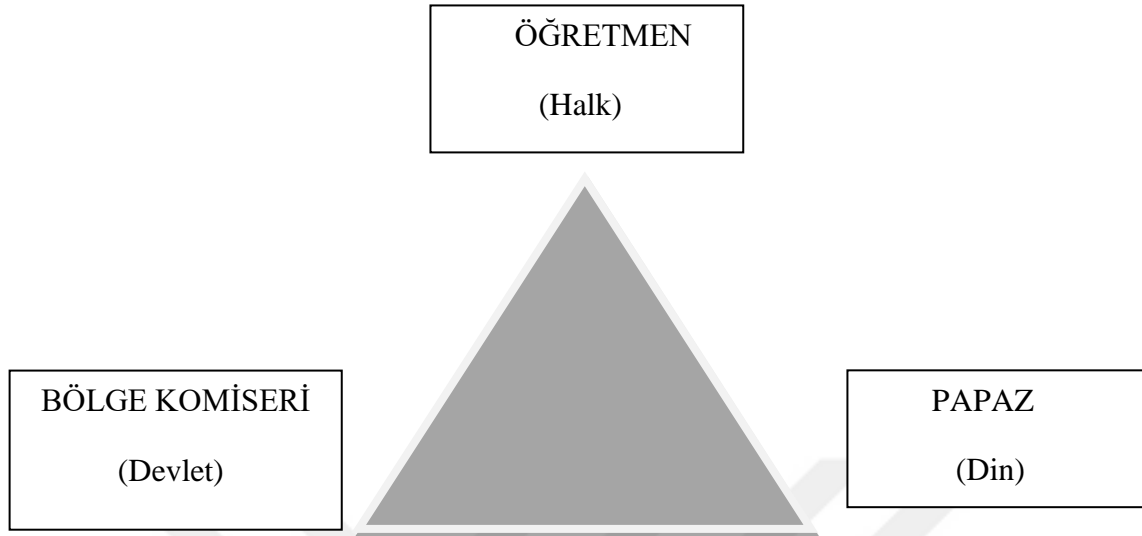 ÖĞRETMEN
(Halk)
BÖLGE KOMİSERİ
(Devlet)
PAPAZ
(Din)